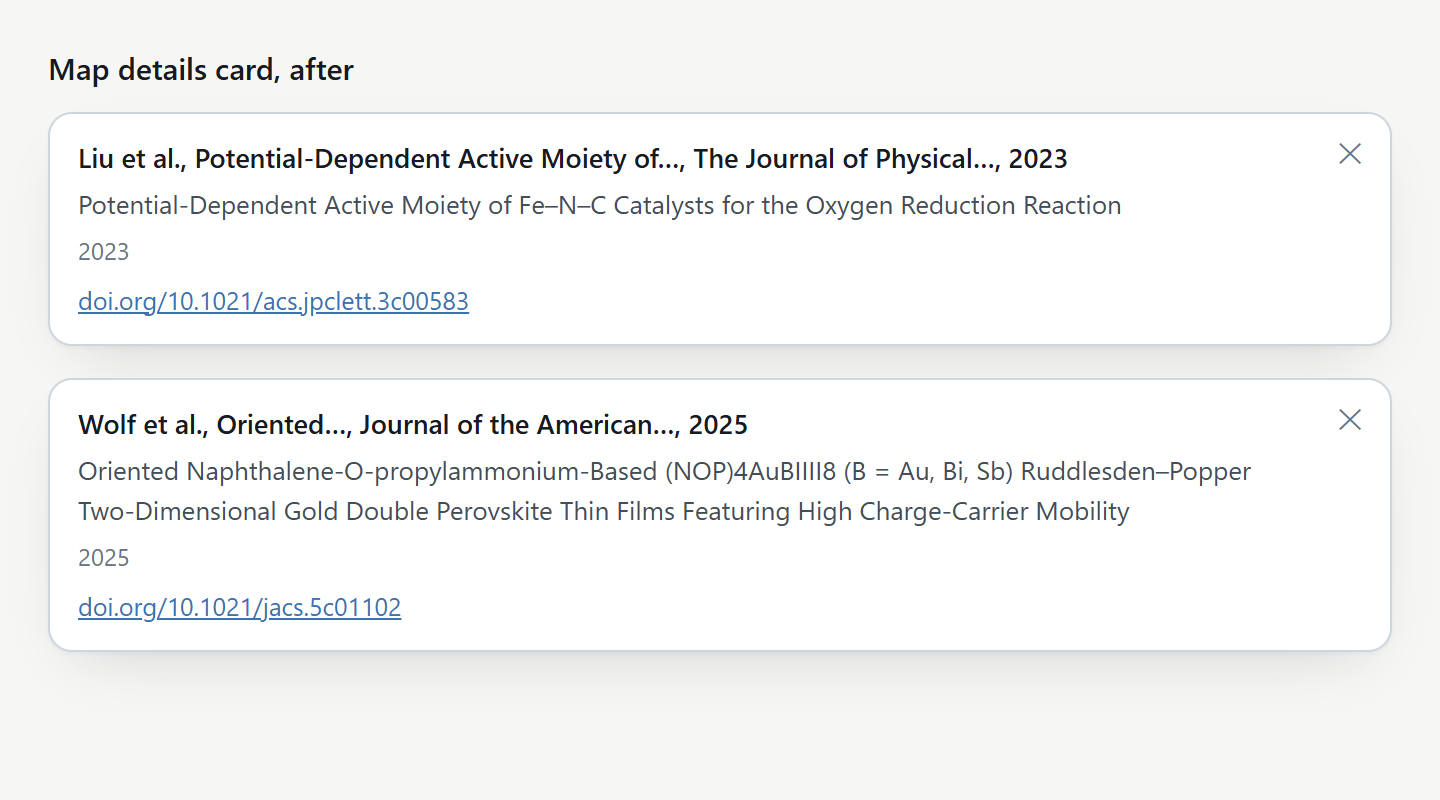 Map details card, after
Liu et al., Potential-Dependent Active Moiety of…, The Journal of Physical…, 2023
Potential-Dependent Active Moiety of Fe–N–C Catalysts for the Oxygen Reduction Reaction
2023
doi.org/10.1021/acs.jpclett.3c00583
Wolf et al., Oriented…, Journal of the American…, 2025
Oriented Naphthalene-O-propylammonium-Based (NOP)4AuBIIII8 (B = Au, Bi, Sb) Ruddlesden–Popper
Two-Dimensional Gold Double Perovskite Thin Films Featuring High Charge-Carrier Mobility
2025
doi.org/10.1021/jacs.5c01102